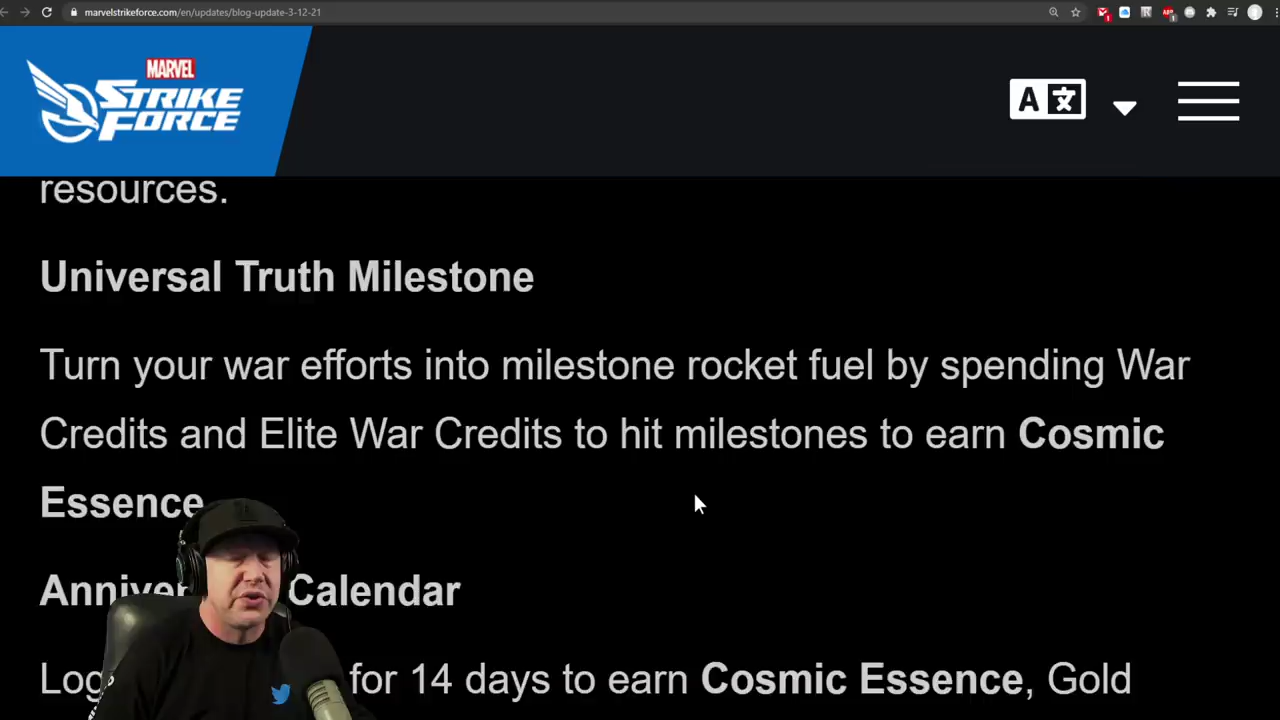 marvelstrikeforce.com/en/updates/blog-update-3-12-21
MARVEL
STRIKE
FORCE
A
resources.
Universal Truth Milestone
Turn your war efforts into milestone rocket fuel by spending War
Credits and Elite War Credits to hit milestones to earn Cosmic
Essence
Calendar
for 14 days to earn Cosmic Essence, Gold